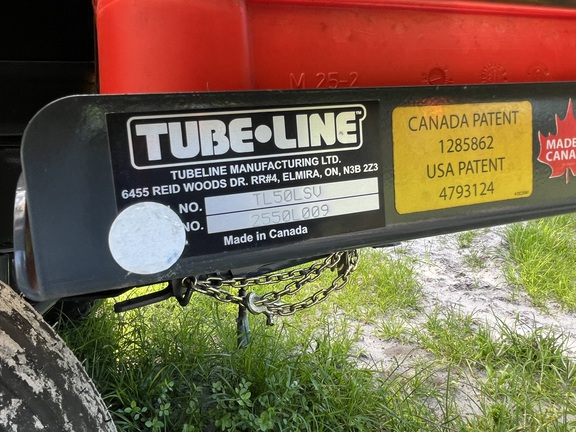 M 25-2
TUBE•LINE™
TUBELINE MANUFACTURING LTD.
6455 REID WOODS DR. RR#4, ELMIRA, ON, N3B 2Z3
NO. TL50LSV
NO. 2550L009
Made in Canada
CANADA PATENT
1285862
USA PATENT
4793124
MADE
CANA